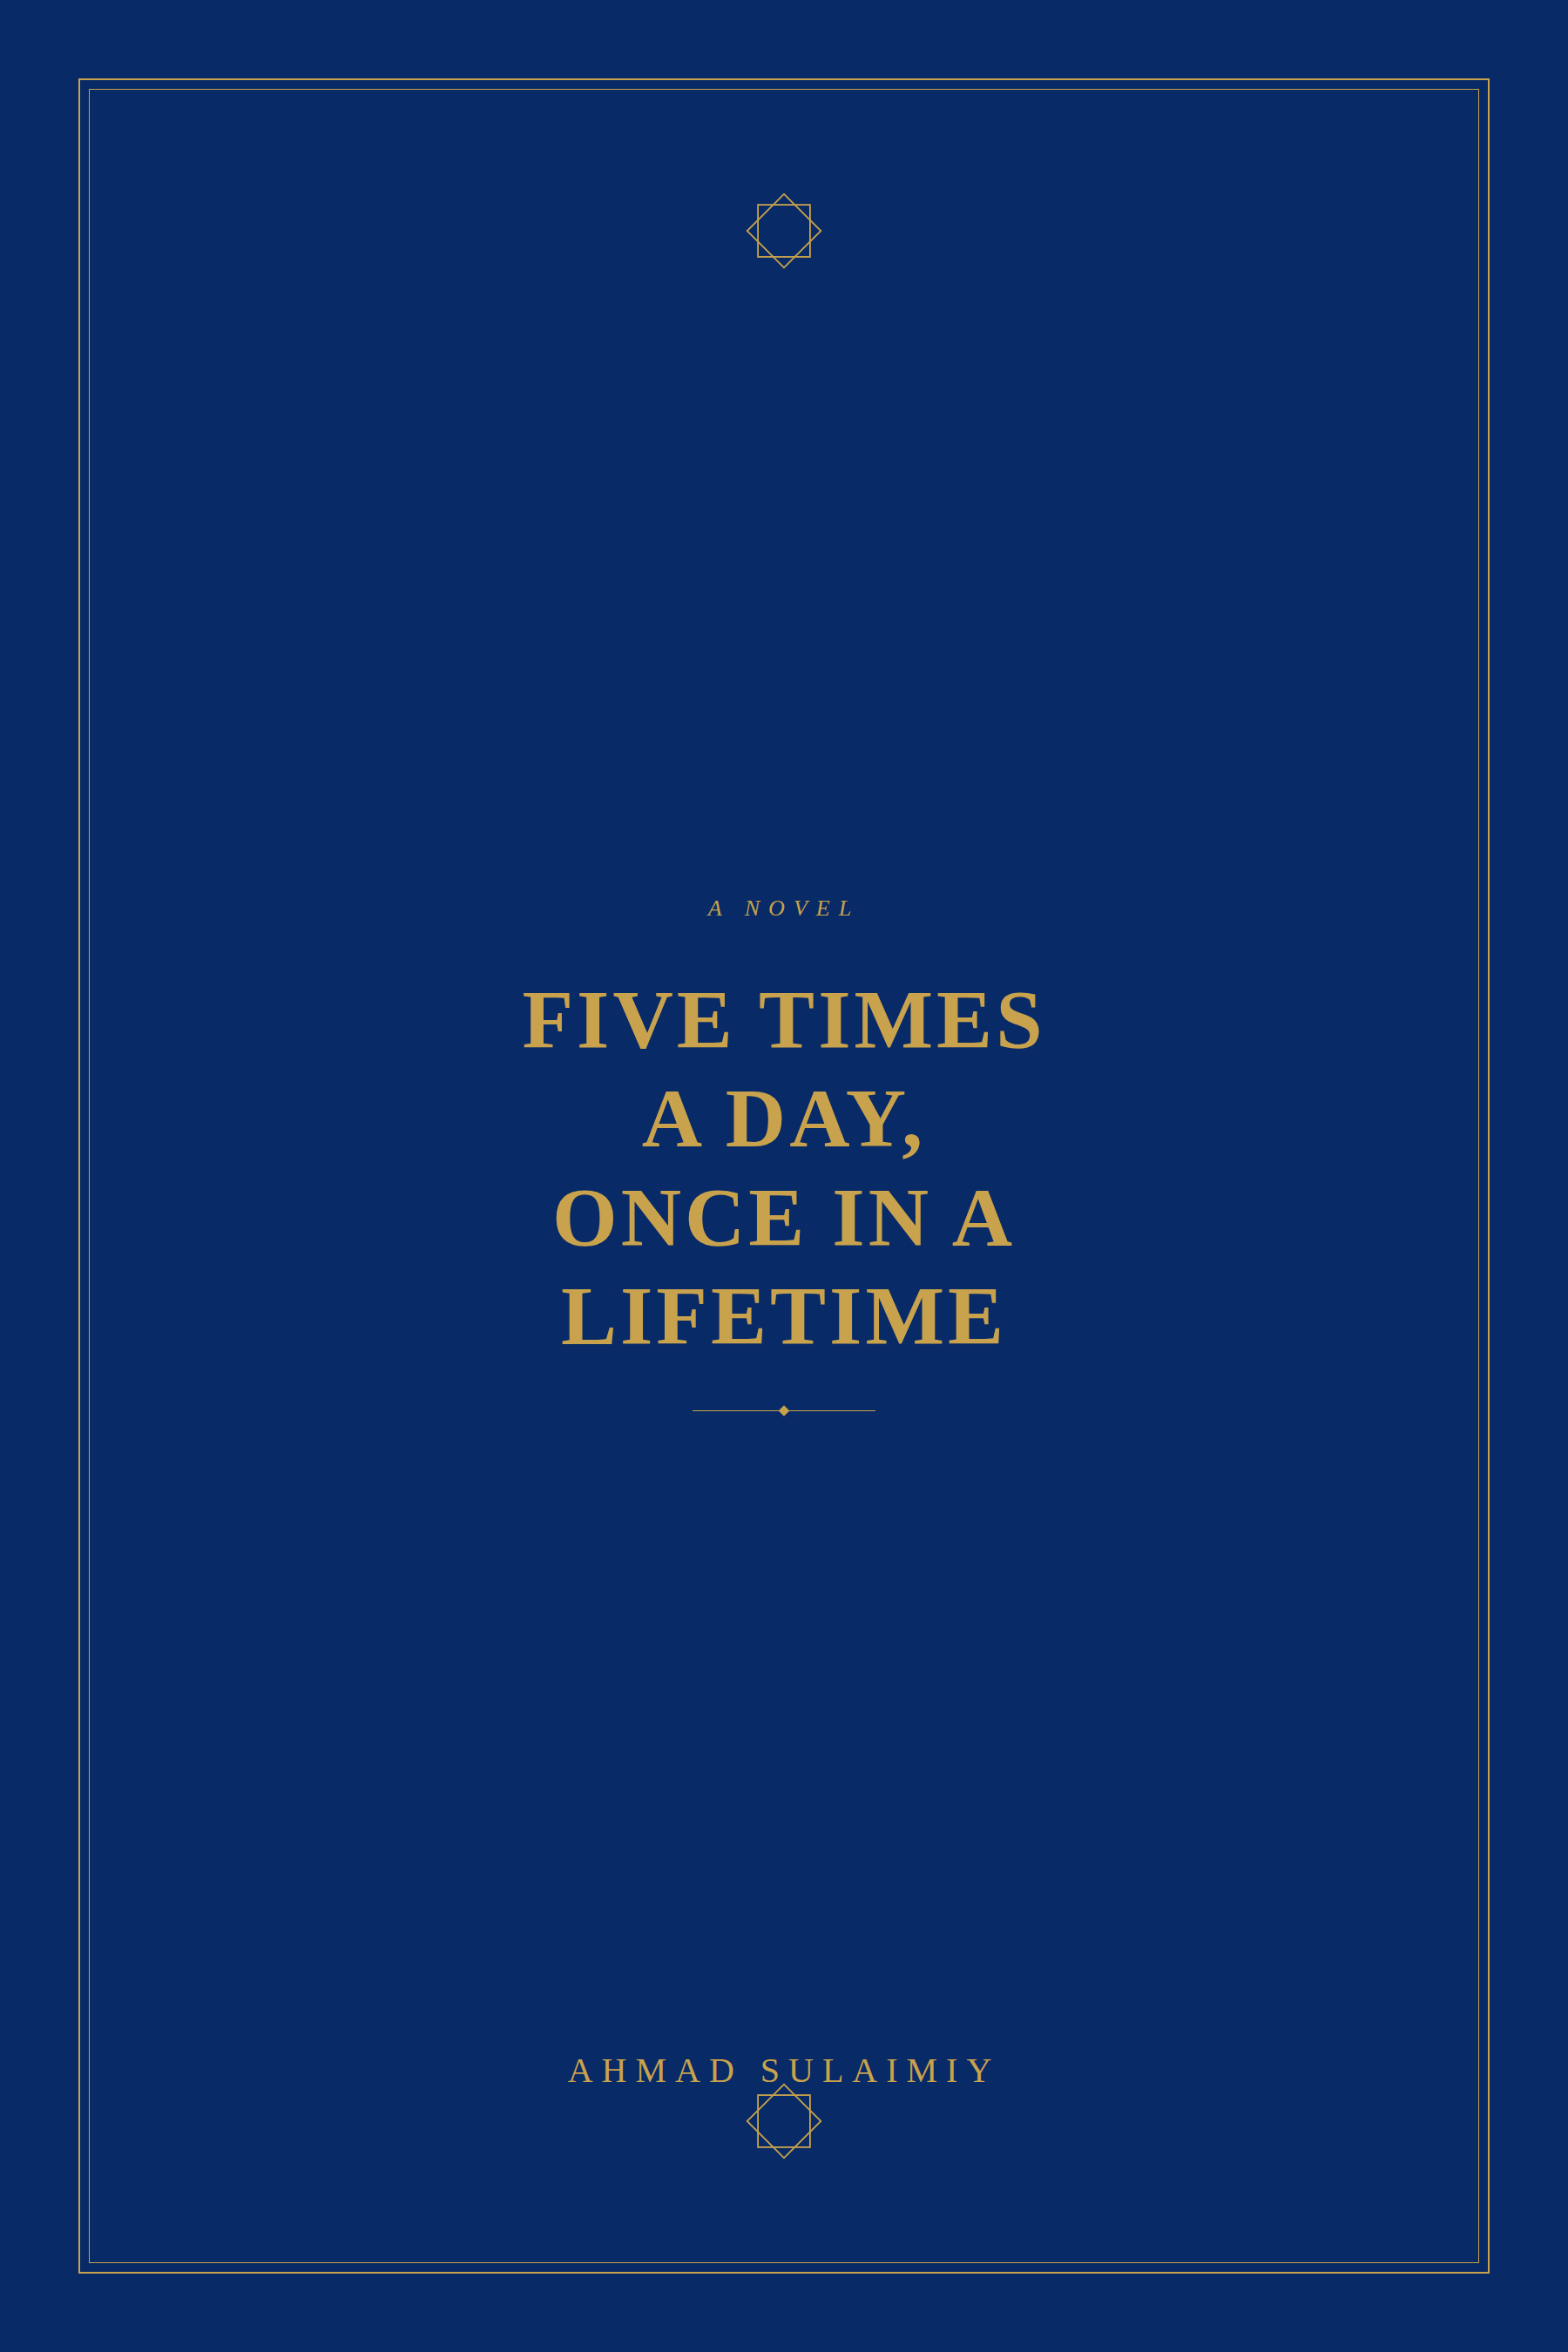 A NOVEL
FIVE TIMES
A DAY,
ONCE IN A
LIFETIME
AHMAD SULAIMIY